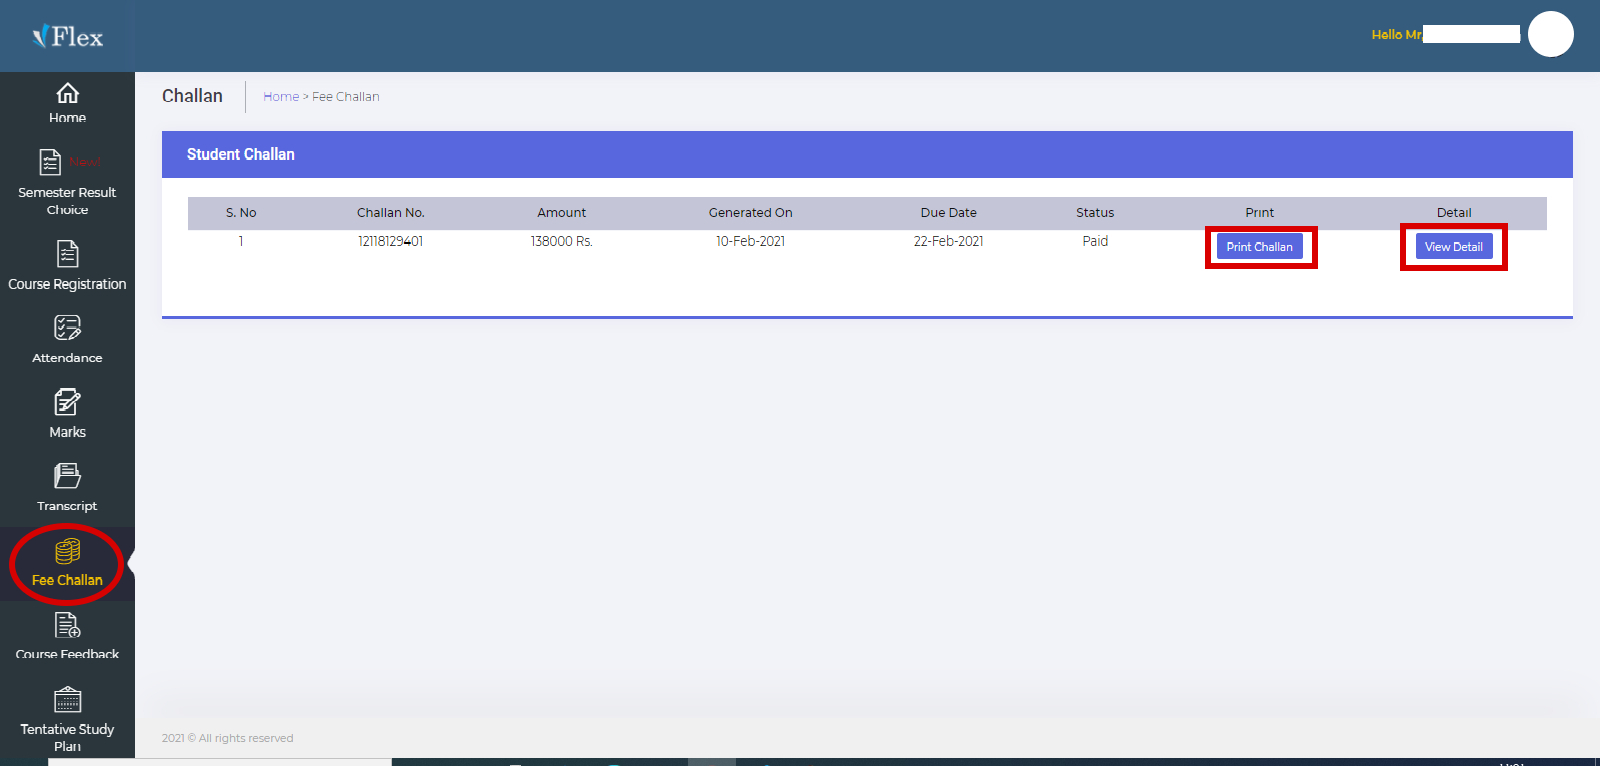 Flex
Hello Mr.
Home
New!
Semester Result
Choice
Course Registration
Attendance
Marks
Transcript
Fee Challan
Course Feedback
Tentative Study
Plan
Challan
Home > Fee Challan
Student Challan
S. No Challan No. Amount Generated On Due Date Status Print Detail
1 12118129401 138000 Rs. 10-Feb-2021 22-Feb-2021 Paid Print Challan View Detail
2021 © All rights reserved